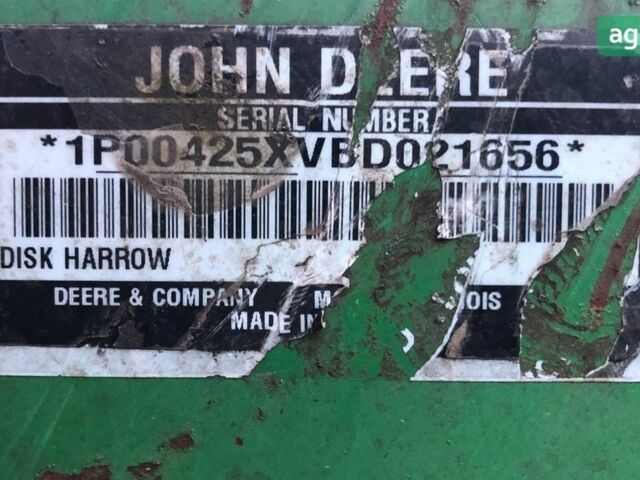 ag
JOHN DEERE
SERIAL NUMBER
*1P00425XVBD021656*
DISK HARROW
DEERE & COMPANY M OIS
MADE IN